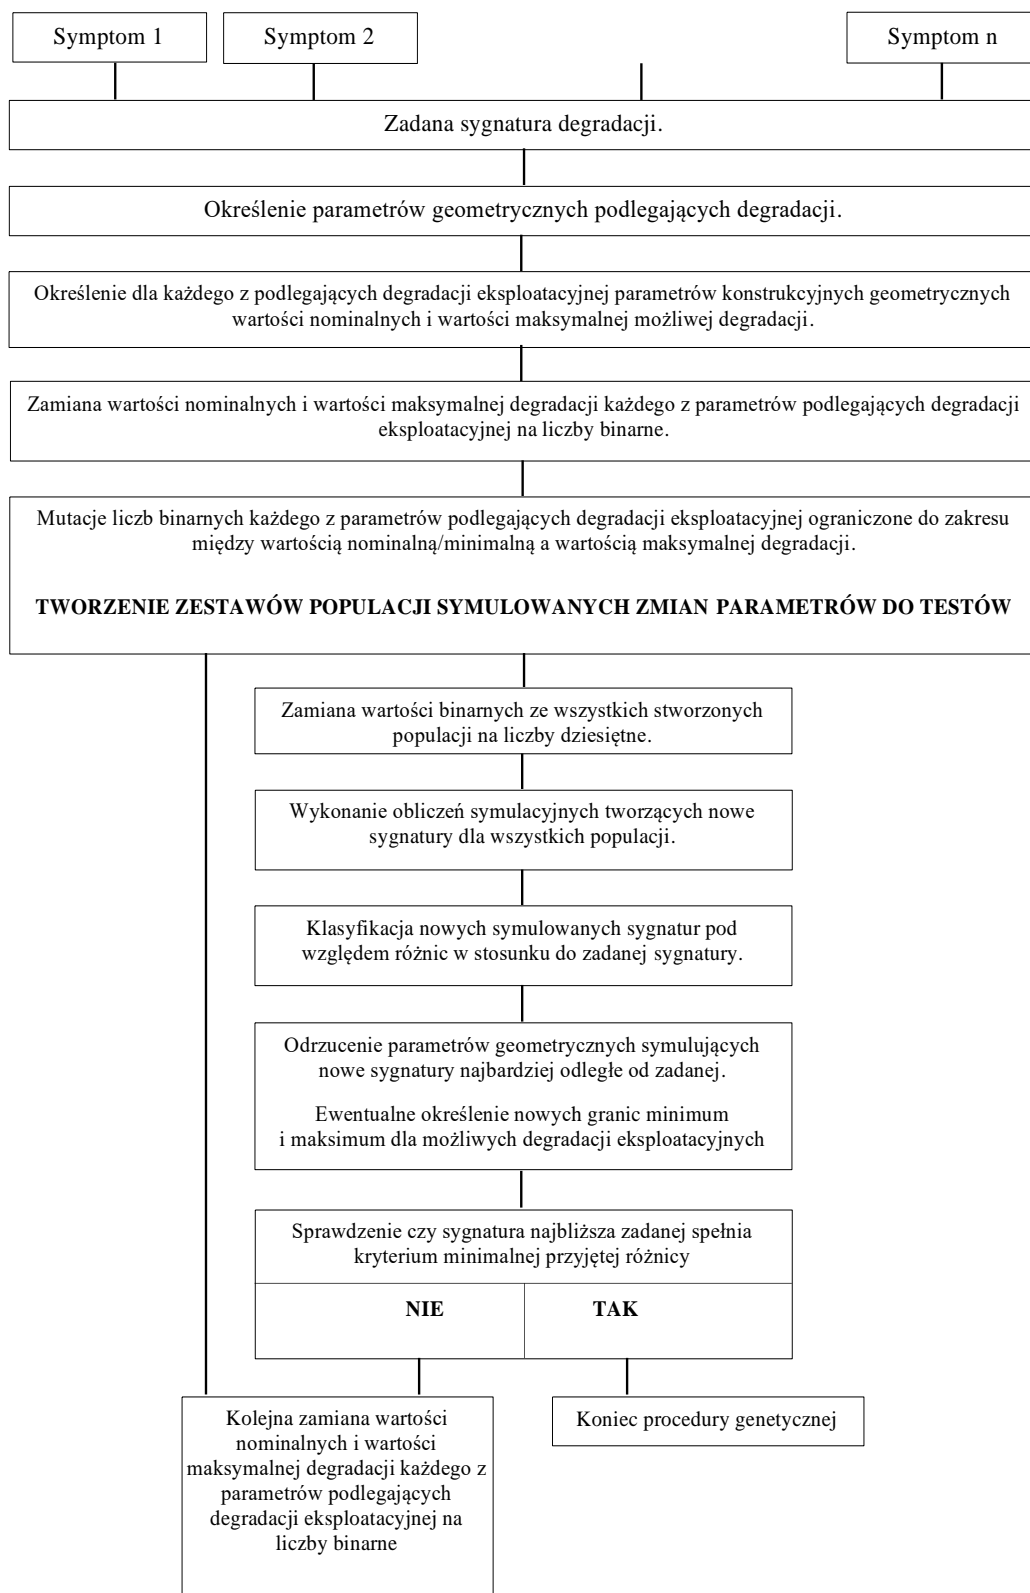 Symptom 1
Symptom 2
Symptom n
Zadana sygnatura degradacji.
Określenie parametrów geometrycznych podlegających degradacji.
Określenie dla każdego z podlegających degradacji eksploatacyjnej parametrów konstrukcyjnych geometrycznych
wartości nominalnych i wartości maksymalnej możliwej degradacji.
Zamiana wartości nominalnych i wartości maksymalnej degradacji każdego z parametrów podlegających degradacji
eksploatacyjnej na liczby binarne.
Mutacje liczb binarnych każdego z parametrów podlegających degradacji eksploatacyjnej ograniczone do zakresu
między wartością nominalną/minimalną a wartością maksymalnej degradacji.
TWORZENIE ZESTAWÓW POPULACJI SYMULOWANYCH ZMIAN PARAMETRÓW DO TESTÓW
Zamiana wartości binarnych ze wszystkich stworzonych
populacji na liczby dziesiętne.
Wykonanie obliczeń symulacyjnych tworzących nowe
sygnatury dla wszystkich populacji.
Klasyfikacja nowych symulowanych sygnatur pod
względem różnic w stosunku do zadanej sygnatury.
Odrzucenie parametrów geometrycznych symulujących
nowe sygnatury najbardziej odległe od zadanej.
Ewentualne określenie nowych granic minimum
i maksimum dla możliwych degradacji eksploatacyjnych
Sprawdzenie czy sygnatura najbliższa zadanej spełnia
kryterium minimalnej przyjętej różnicy
NIE
TAK
Kolejna zamiana wartości
nominalnych i wartości
maksymalnej degradacji każdego z
parametrów podlegających
degradacji eksploatacyjnej na
liczby binarne
Koniec procedury genetycznej